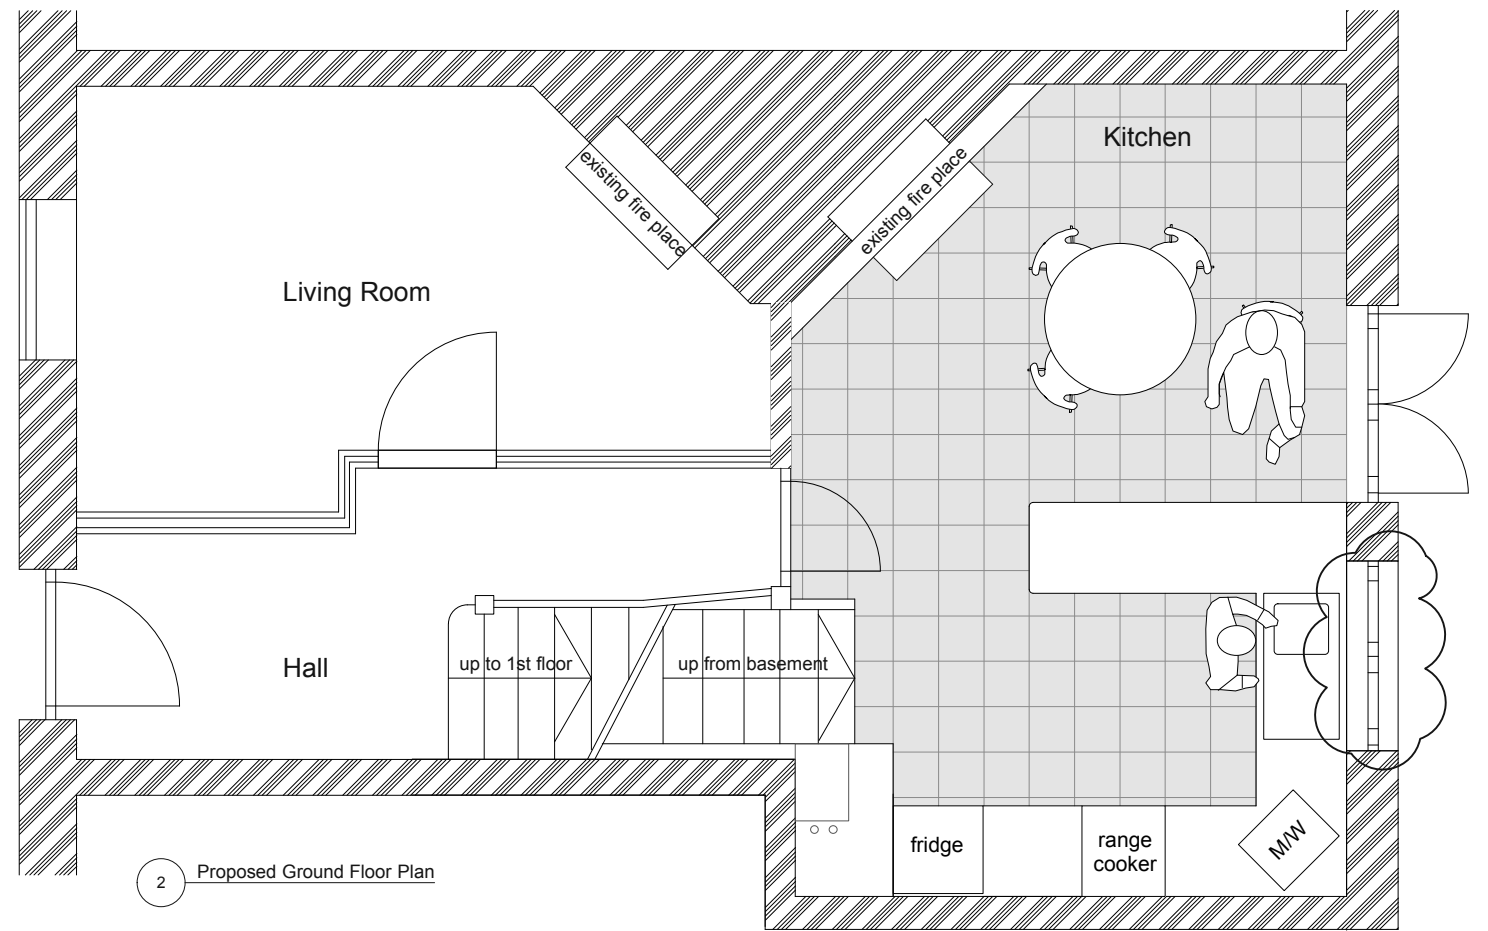 Kitchen
existing fire place
existing fire place
Living Room
Hall
up to 1st floor
up from basement
fridge
range
cooker
M/W
2
Proposed Ground Floor Plan